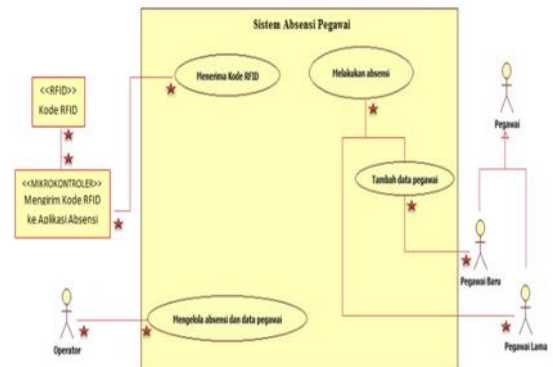 Sistem Absensi Pegawai
Menerima Kode RFID
Melakukan absensi
<<RFID>>
Kode RFID
Pegawai
<<MIKROKONTROLER>>
Mengirim Kode RFID
ke Aplikasi Absensi
Tambah data pegawai
Pegawai Baru
Mengelola absensi dan data pegawai
Operator
Pegawai Lama